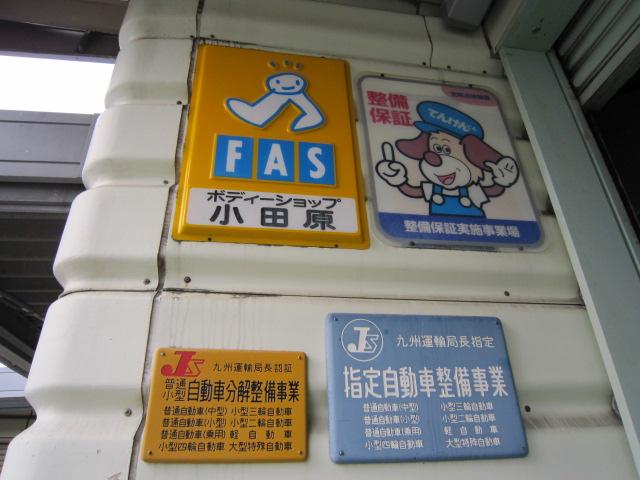 FAS
ボディーショップ
小田原
整備
保証
てんけんくん
整備保証実施事業場
JS
九州運輸局長認証
普通
小型
自動車分解整備事業
普通自動車(中型) 小型三輪自動車
普通自動車(小型) 小型二輪自動車
普通自動車(乗用) 軽自動車
小型四輪自動車 大型特殊自動車
JS
九州運輸局長指定
指定自動車整備事業
普通自動車(中型) 小型三輪自動車
普通自動車(小型) 小型二輪自動車
普通自動車(乗用) 軽自動車
小型四輪自動車 大型特殊自動車